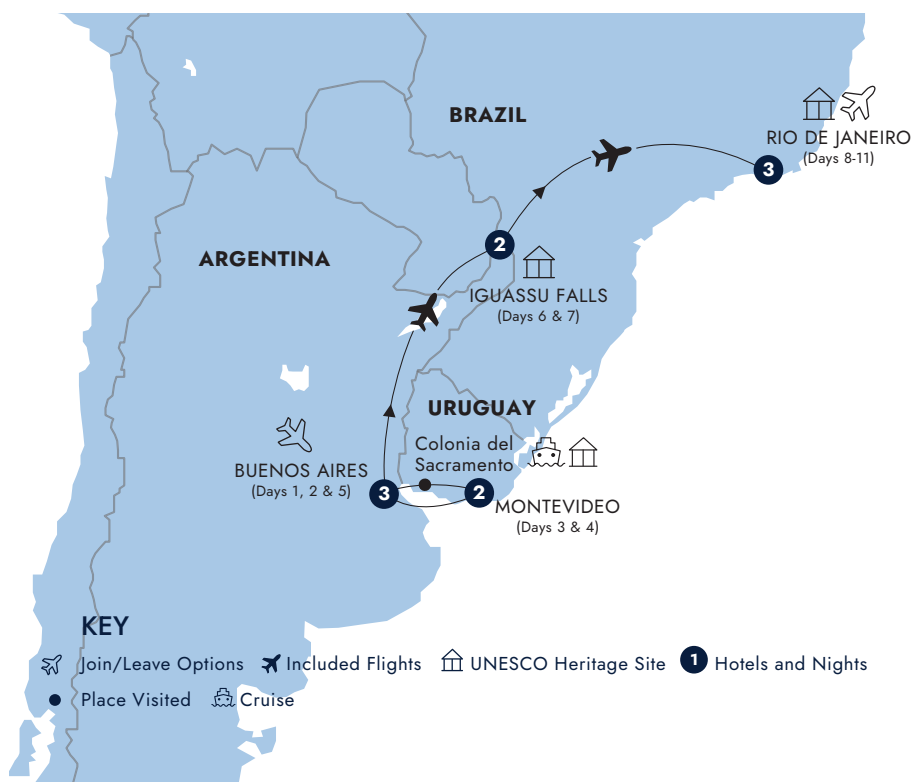 BRAZIL
RIO DE JANEIRO
(Days 8-11)
3
2
ARGENTINA
IGUASSU FALLS
(Days 6 & 7)
URUGUAY
Colonia del
Sacramento
BUENOS AIRES
(Days 1, 2 & 5)
3
2
MONTEVIDEO
(Days 3 & 4)
KEY
Join/Leave Options Included Flights UNESCO Heritage Site 1 Hotels and Nights
Place Visited Cruise